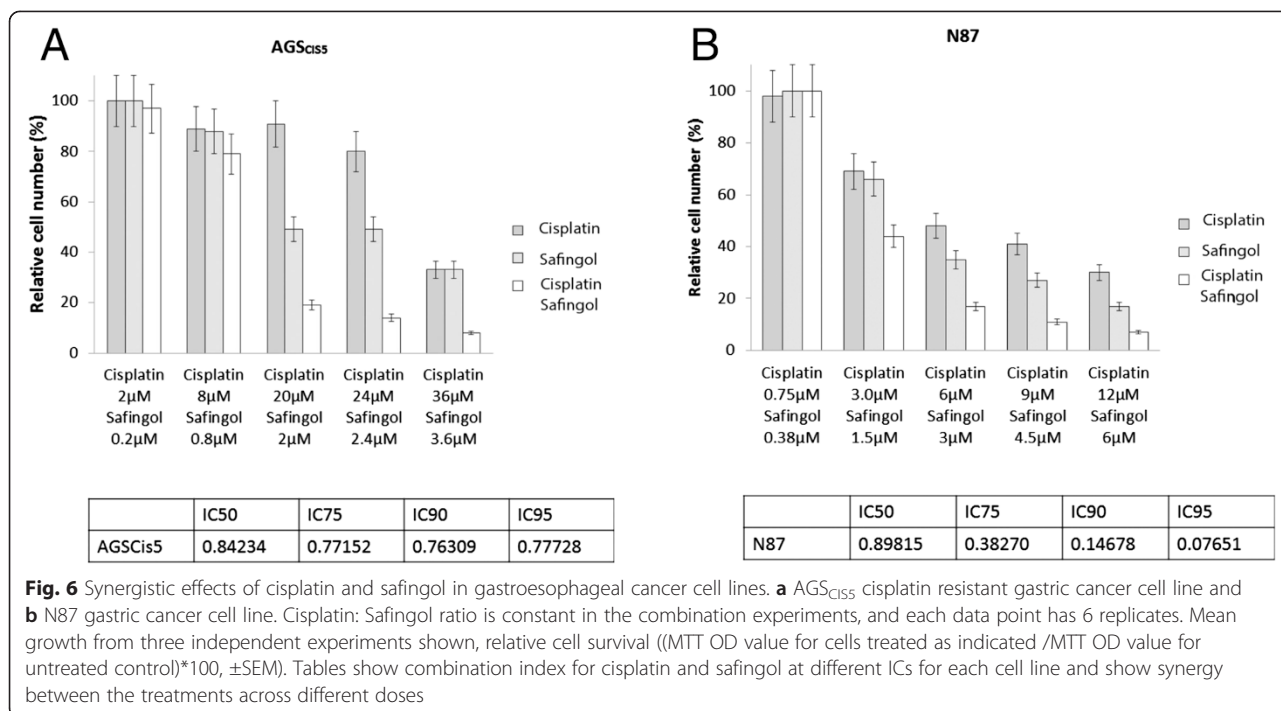 A
AGSCIS5
Relative cell number (%)
100
80
60
40
20
0
Cisplatin
Safingol
Cisplatin
Safingol
Cisplatin 2μM Safingol 0.2μM
Cisplatin 8μM Safingol 0.8μM
Cisplatin 20μM Safingol 2μM
Cisplatin 24μM Safingol 2.4μM
Cisplatin 36μM Safingol 3.6μM
IC50 IC75 IC90 IC95
AGSCis5 0.84234 0.77152 0.76309 0.77728
B
N87
Relative cell number (%)
100
80
60
40
20
0
Cisplatin
Safingol
Cisplatin
Safingol
Cisplatin 0.75μM Safingol 0.38μM
Cisplatin 3.0μM Safingol 1.5μM
Cisplatin 6μM Safingol 3μM
Cisplatin 9μM Safingol 4.5μM
Cisplatin 12μM Safingol 6μM
IC50 IC75 IC90 IC95
N87 0.89815 0.38270 0.14678 0.07651
Fig. 6 Synergistic effects of cisplatin and safingol in gastroesophageal cancer cell lines. a AGSCIS5 cisplatin resistant gastric cancer cell line and
b N87 gastric cancer cell line. Cisplatin: Safingol ratio is constant in the combination experiments, and each data point has 6 replicates. Mean
growth from three independent experiments shown, relative cell survival ((MTT OD value for cells treated as indicated /MTT OD value for
untreated control)*100, ±SEM). Tables show combination index for cisplatin and safingol at different ICs for each cell line and show synergy
between the treatments across different doses